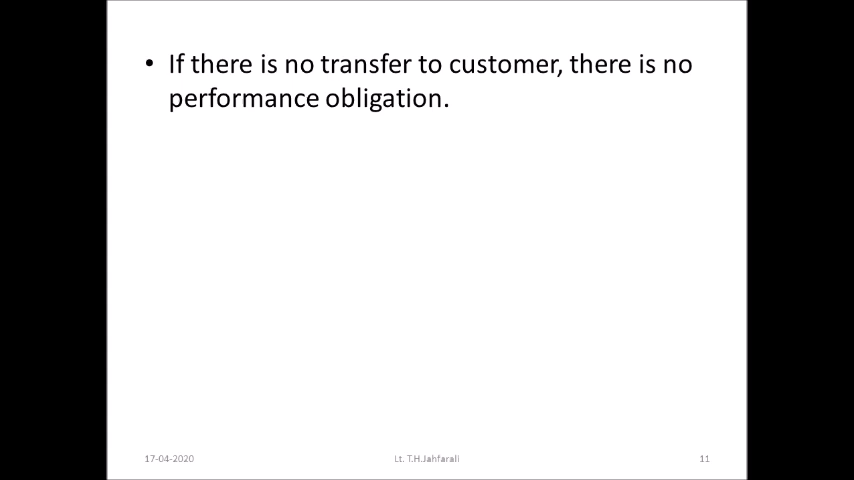 • If there is no transfer to customer, there is no
performance obligation.
17-04-2020
Lt. T.H.Jahfarali
11